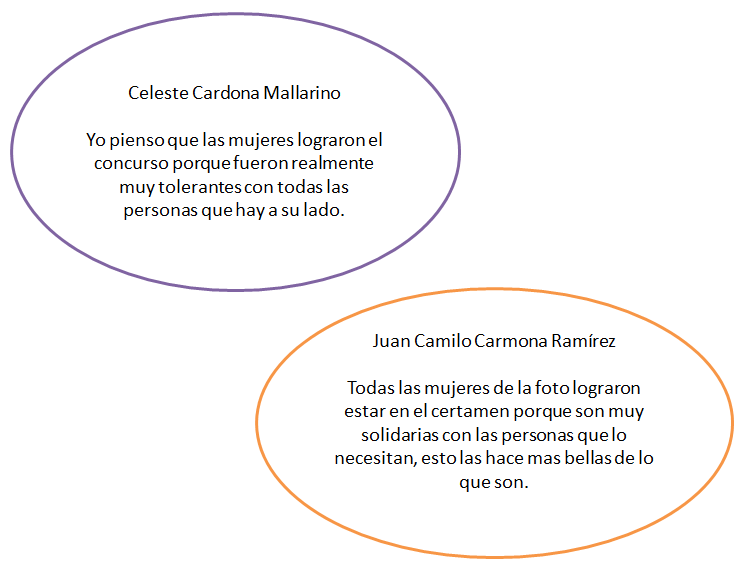 Celeste Cardona Mallarino
Yo pienso que las mujeres lograron el
concurso porque fueron realmente
muy tolerantes con todas las
personas que hay a su lado.
Juan Camilo Carmona Ramírez
Todas las mujeres de la foto lograron
estar en el certamen porque son muy
solidarias con las personas que lo
necesitan, esto las hace mas bellas de lo
que son.